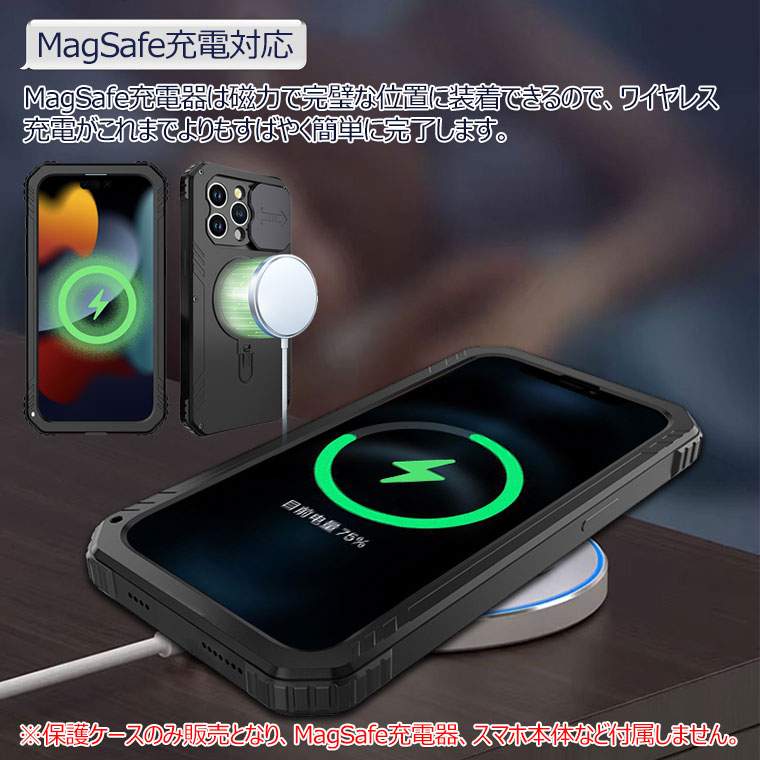 MagSafe充電対応
MagSafe充電器は磁力で完璧な位置に装着できるので、ワイヤレス
充電がこれまでよりもすばやく簡単に完了します。
目前电量 75%
※保護ケースのみ販売となり、MagSafe充電器、スマホ本体など付属しません。